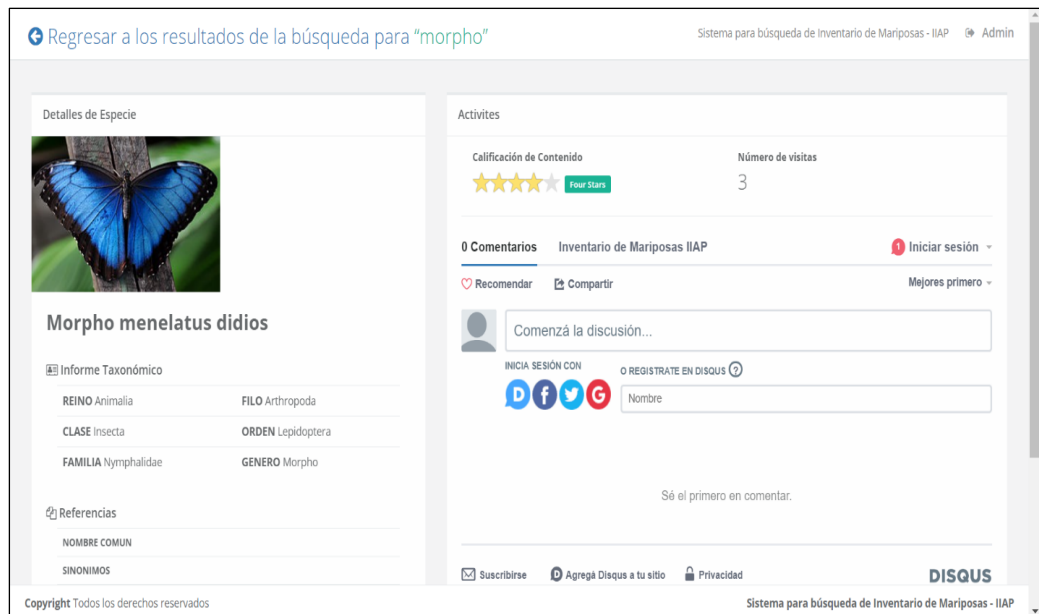 Regresar a los resultados de la búsqueda para “morpho”
Sistema para búsqueda de Inventario de Mariposas - IIAP Admin
Detalles de Especie
Morpho menelatus didios
Informe Taxonómico
REINO Animalia FILO Arthropoda
CLASE Insecta ORDEN Lepidoptera
FAMILIA Nymphalidae GENERO Morpho
Referencias
NOMBRE COMUN
SINONIMOS
Activites
Calificación de Contenido Número de visitas
Four Stars 3
0 Comentarios Inventario de Mariposas IIAP 1 Iniciar sesión
Recomendar Compartir Mejores primero
Comenzá la discusión...
INICIA SESIÓN CON O REGISTRATE EN DISQUS ?
D f G
Nombre
Sé el primero en comentar.
Suscribirse D Agregá Disqus a tu sitio Privacidad DISQUS
Copyright Todos los derechos reservados Sistema para búsqueda de Inventario de Mariposas - IIAP